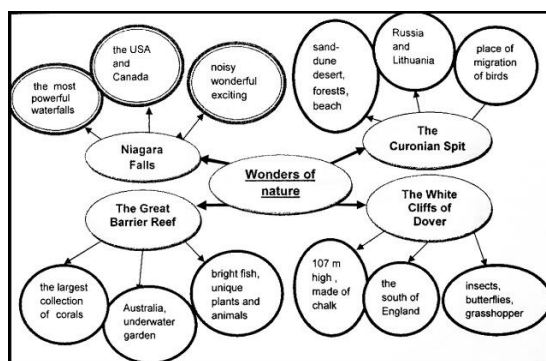 the USA
and
Canada
the most
powerful
waterfalls
noisy
wonderful
exciting
Niagara
Falls
sand-
dune
desert,
forests,
beach
Russia
and
Lithuania
place of
migration
of birds
The
Curonian Spit
Wonders of
nature
The Great
Barrier Reef
The White
Cliffs of
Dover
the largest
collection
of corals
Australia,
underwater
garden
bright fish,
unique
plants and
animals
107 m
high ,
made of
chalk
the
south of
England
insects,
butterflies,
grasshopper